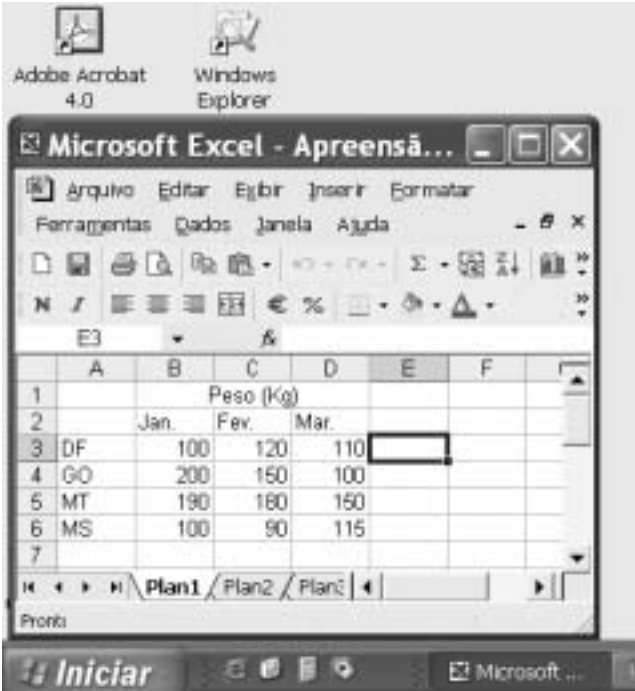 Adobe Acrobat
4.0
Windows
Explorer
Microsoft Excel - Apreensã...
Arquivo Editar Exibir Inserir Formatar
Ferramentas Dados Janela Ajuda
N I € %
E3 fx
A B C D E F
1 Peso (Kg)
2 Jan. Fev. Mar.
3 DF 100 120 110
4 GO 200 150 100
5 MT 190 180 150
6 MS 100 90 115
7
Plan1 Plan2 Plan3
Pronto
Iniciar Microsoft ...